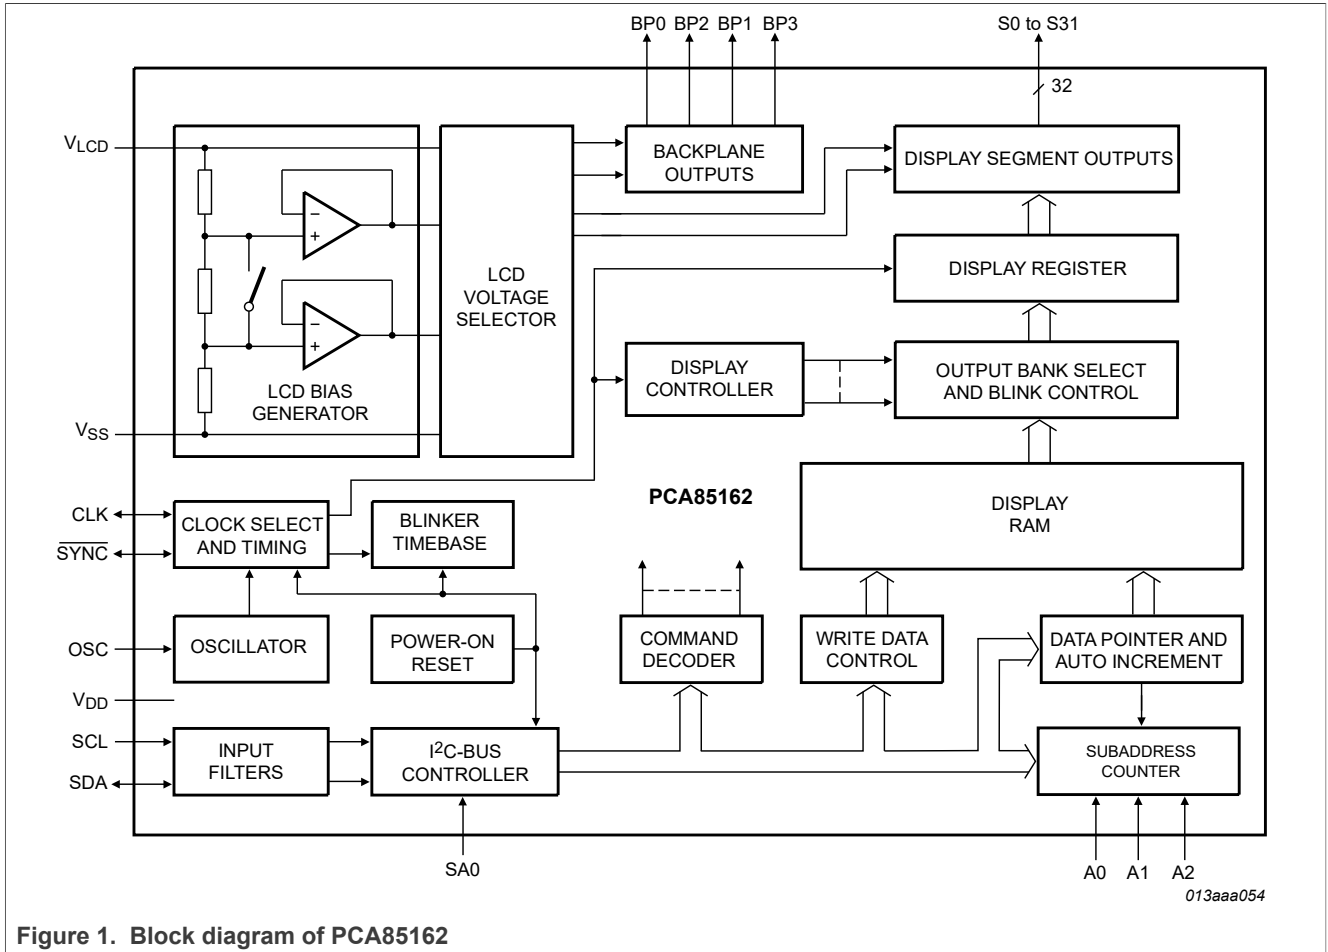 BP0 BP2 BP1 BP3
S0 to S31
32
VLCD
BACKPLANE
OUTPUTS
DISPLAY SEGMENT OUTPUTS
−
+
LCD
VOLTAGE
SELECTOR
DISPLAY REGISTER
−
+
LCD BIAS
GENERATOR
DISPLAY
CONTROLLER
OUTPUT BANK SELECT
AND BLINK CONTROL
VSS
PCA85162
DISPLAY
RAM
CLK
SYNC
CLOCK SELECT
AND TIMING
BLINKER
TIMEBASE
OSC
OSCILLATOR
POWER-ON
RESET
COMMAND
DECODER
WRITE DATA
CONTROL
DATA POINTER AND
AUTO INCREMENT
VDD
SCL
SDA
INPUT
FILTERS
I2C-BUS
CONTROLLER
SUBADDRESS
COUNTER
SA0
A0 A1 A2
013aaa054
Figure 1. Block diagram of PCA85162